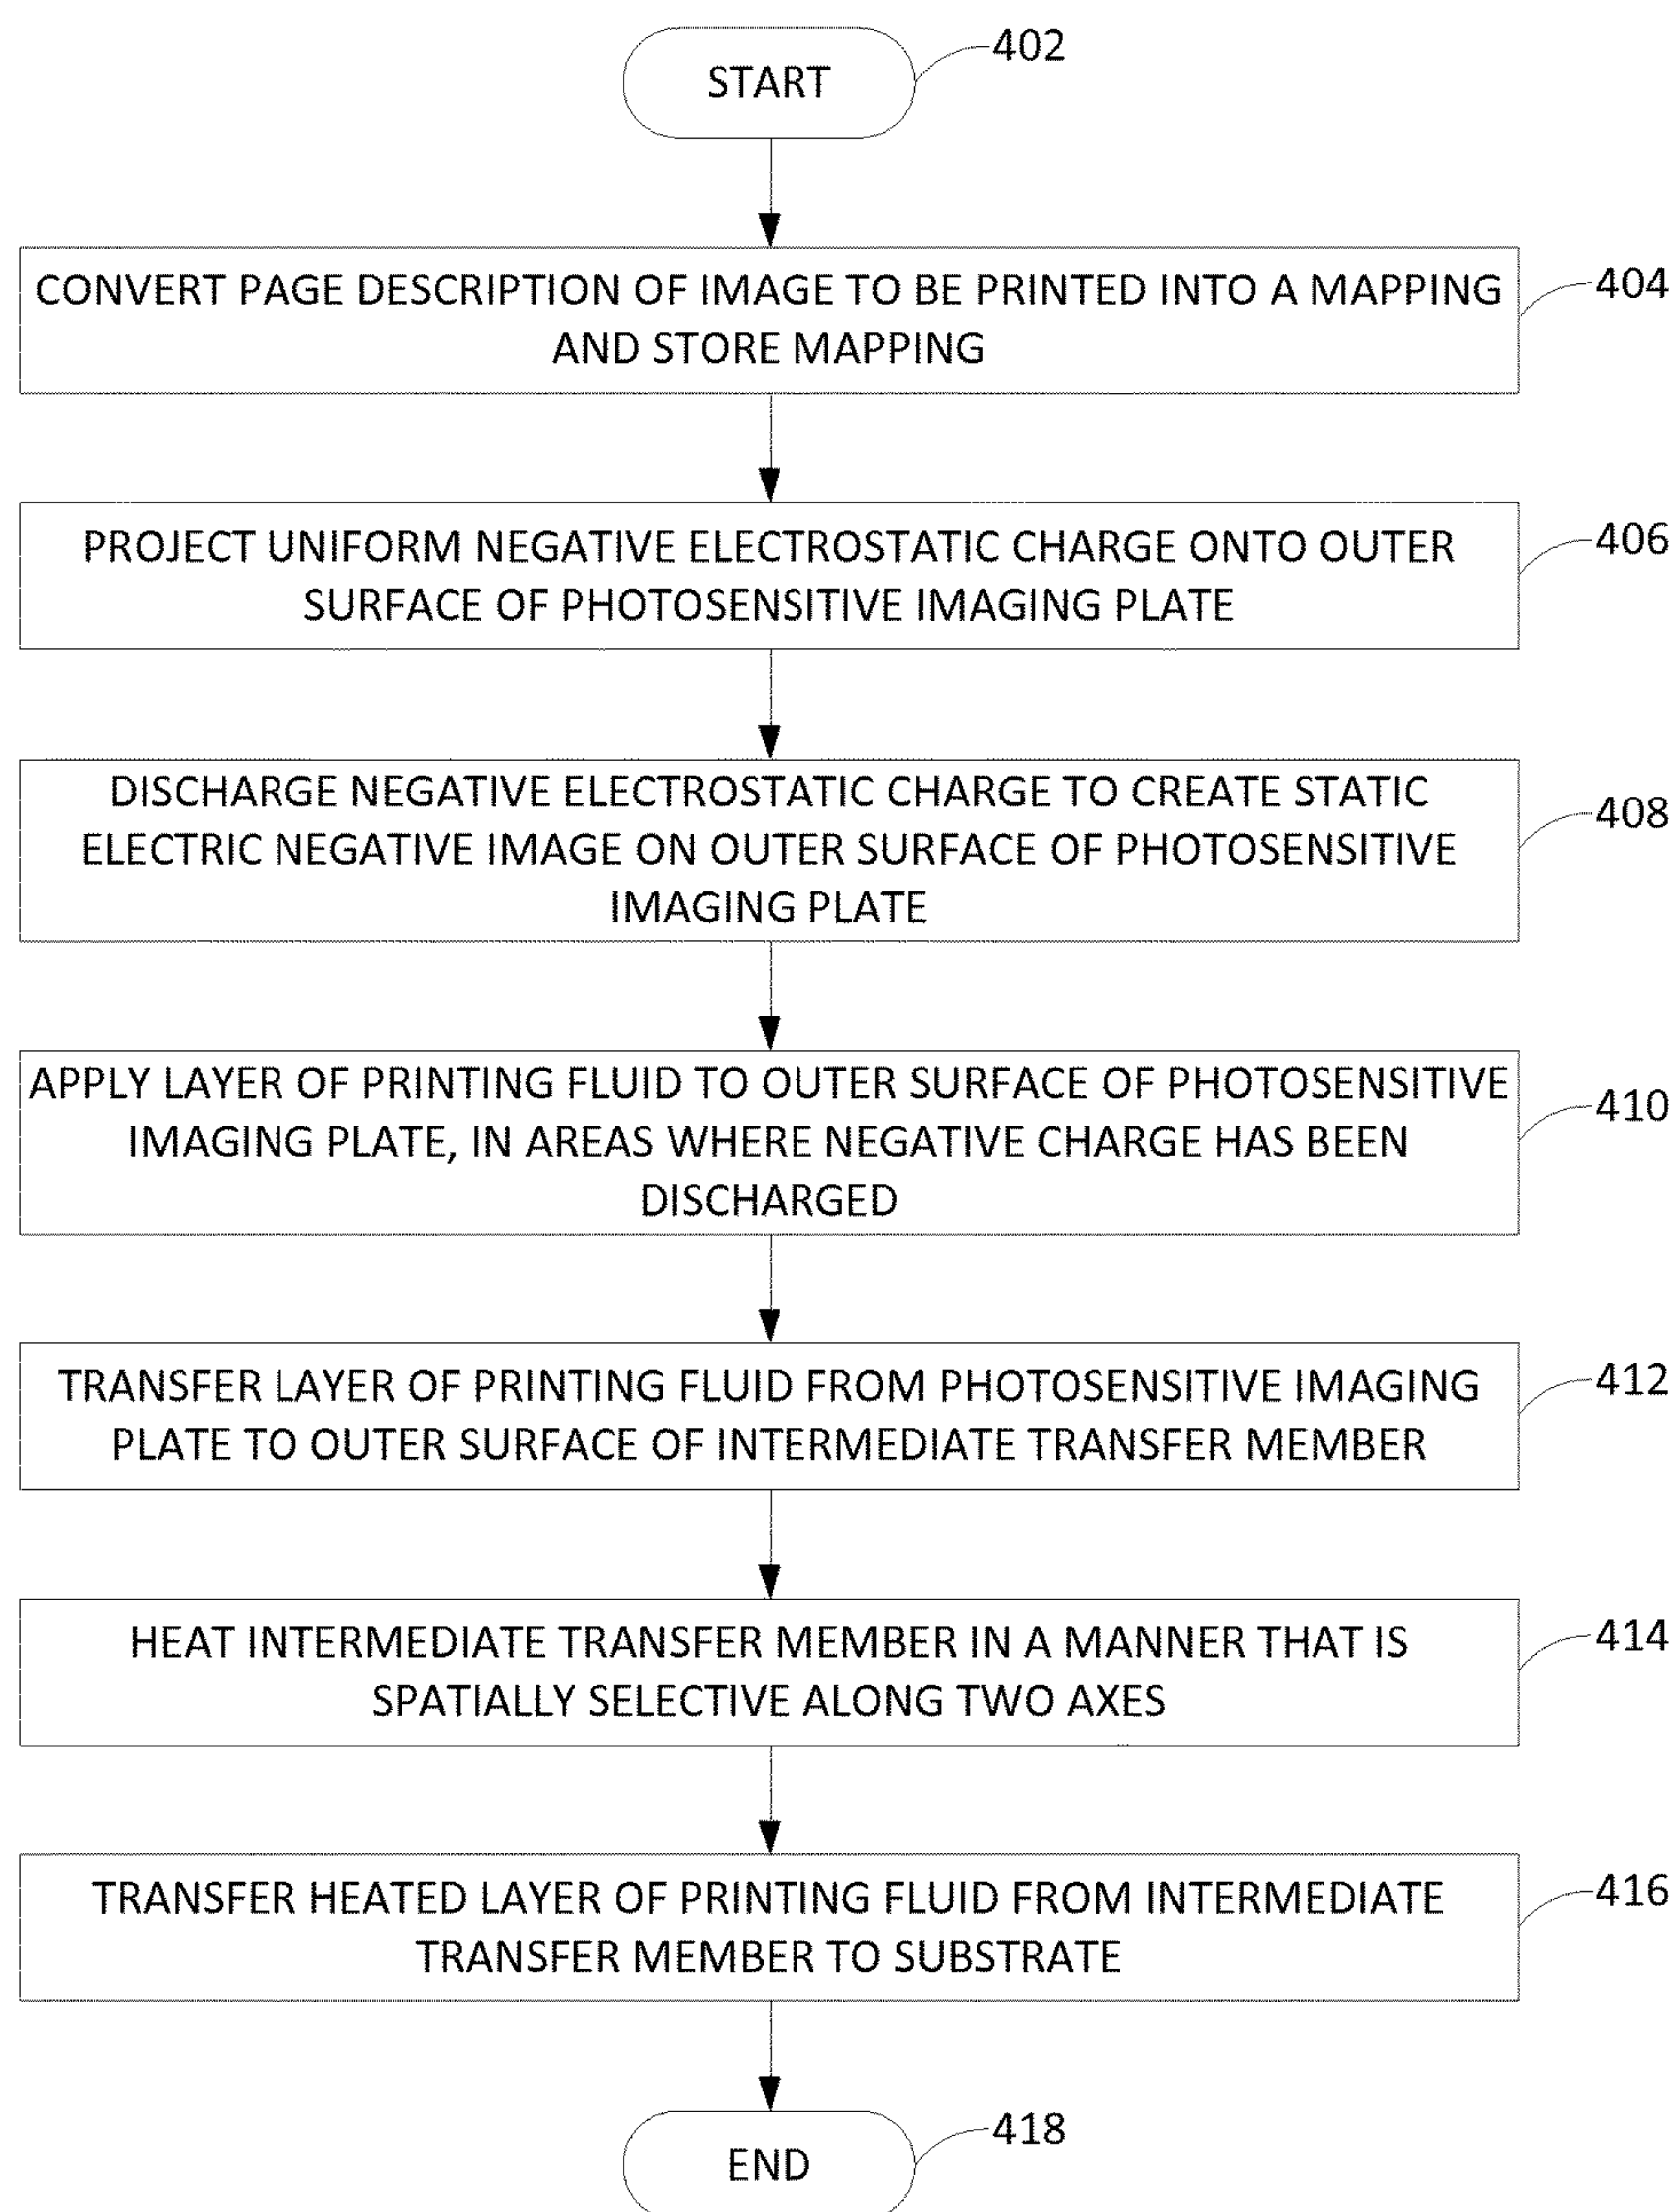 START
402
CONVERT PAGE DESCRIPTION OF IMAGE TO BE PRINTED INTO A MAPPING
AND STORE MAPPING
404
PROJECT UNIFORM NEGATIVE ELECTROSTATIC CHARGE ONTO OUTER
SURFACE OF PHOTOSENSITIVE IMAGING PLATE
406
DISCHARGE NEGATIVE ELECTROSTATIC CHARGE TO CREATE STATIC
ELECTRIC NEGATIVE IMAGE ON OUTER SURFACE OF PHOTOSENSITIVE
IMAGING PLATE
408
APPLY LAYER OF PRINTING FLUID TO OUTER SURFACE OF PHOTOSENSITIVE
IMAGING PLATE, IN AREAS WHERE NEGATIVE CHARGE HAS BEEN
DISCHARGED
410
TRANSFER LAYER OF PRINTING FLUID FROM PHOTOSENSITIVE IMAGING
PLATE TO OUTER SURFACE OF INTERMEDIATE TRANSFER MEMBER
412
HEAT INTERMEDIATE TRANSFER MEMBER IN A MANNER THAT IS
SPATIALLY SELECTIVE ALONG TWO AXES
414
TRANSFER HEATED LAYER OF PRINTING FLUID FROM INTERMEDIATE
TRANSFER MEMBER TO SUBSTRATE
416
END
418